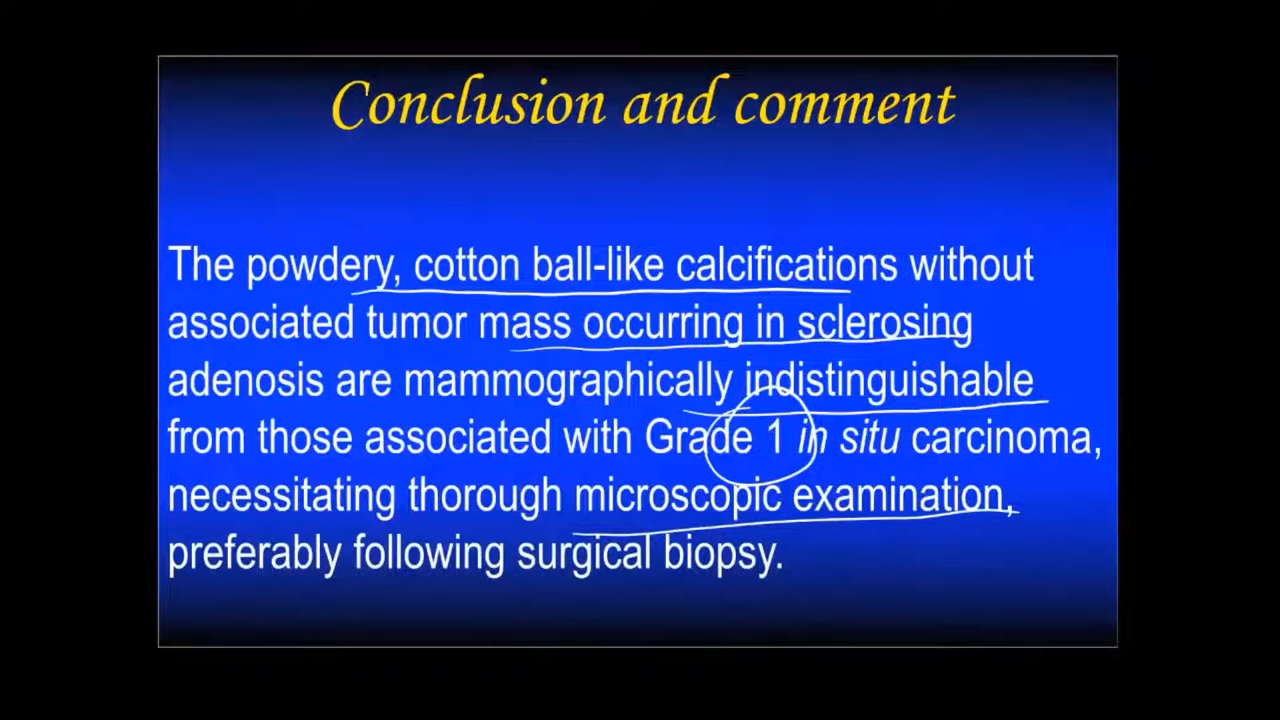 Conclusion and comment
The powdery, cotton ball-like calcifications without
associated tumor mass occurring in sclerosing
adenosis are mammographically indistinguishable
from those associated with Grade 1 in situ carcinoma,
necessitating thorough microscopic examination,
preferably following surgical biopsy.